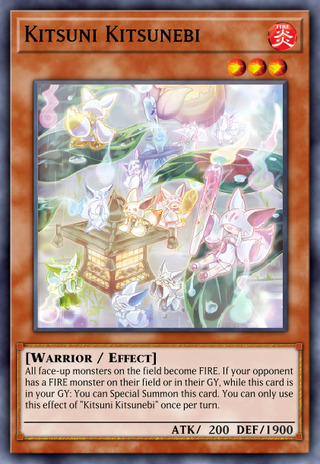 Kitsuni Kitsunebi
FIRE
炎
[Warrior / Effect]
All face-up monsters on the field become FIRE. If your opponent
has a FIRE monster on their field or in their GY, while this card is
in your GY: You can Special Summon this card. You can only use
this effect of "Kitsuni Kitsunebi" once per turn.
ATK/ 200 DEF/1900